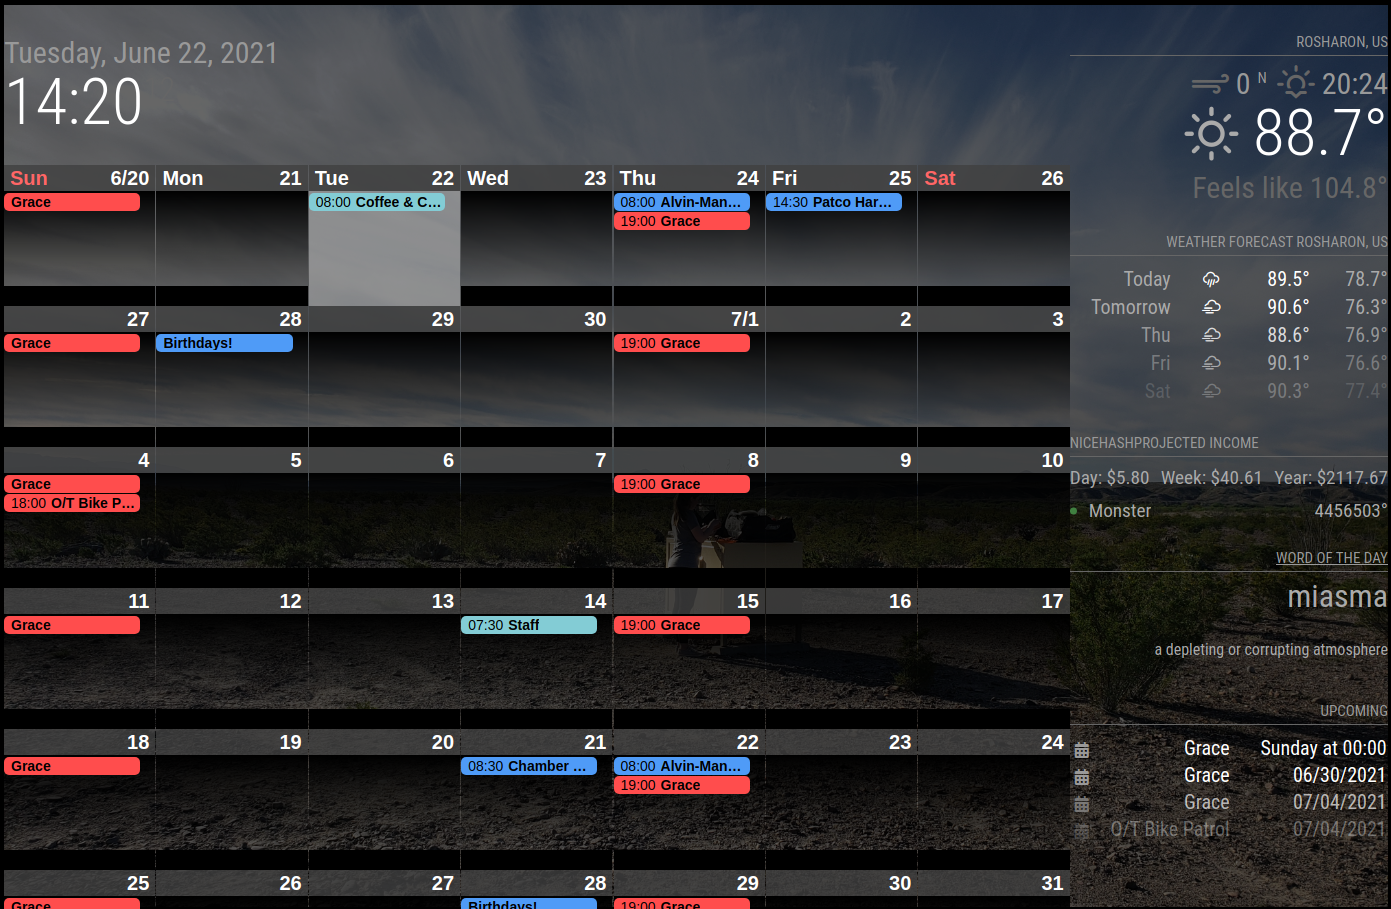 Tuesday, June 22, 2021
14:20
Sun 6/20 Mon 21 Tue 22 Wed 23 Thu 24 Fri 25 Sat 26
Grace 08:00 Coffee & C... 08:00 Alvin-Man... 14:30 Patco Har...
19:00 Grace
27 28 29 30 7/1 2 3
Grace Birthdays! 19:00 Grace
4 5 6 7 8 9 10
Grace 19:00 Grace
18:00 O/T Bike P...
11 12 13 14 15 16 17
Grace 07:30 Staff 19:00 Grace
18 19 20 21 22 23 24
Grace 08:30 Chamber ... 08:00 Alvin-Man...
19:00 Grace
25 26 27 28 29 30 31
Grace Birthdays! 19:00 Grace
ROSHARON, US
0 N 20:24
88.7°
Feels like 104.8°
WEATHER FORECAST ROSHARON, US
Today 89.5° 78.7°
Tomorrow 90.6° 76.3°
Thu 88.6° 76.9°
Fri 90.1° 76.6°
Sat 90.3° 77.4°
NICEHASHPROJECTED INCOME
Day: $5.80 Week: $40.61 Year: $2117.67
Monster 4456503°
WORD OF THE DAY
miasma
a depleting or corrupting atmosphere
UPCOMING
Grace Sunday at 00:00
Grace 06/30/2021
Grace 07/04/2021
O/T Bike Patrol 07/04/2021